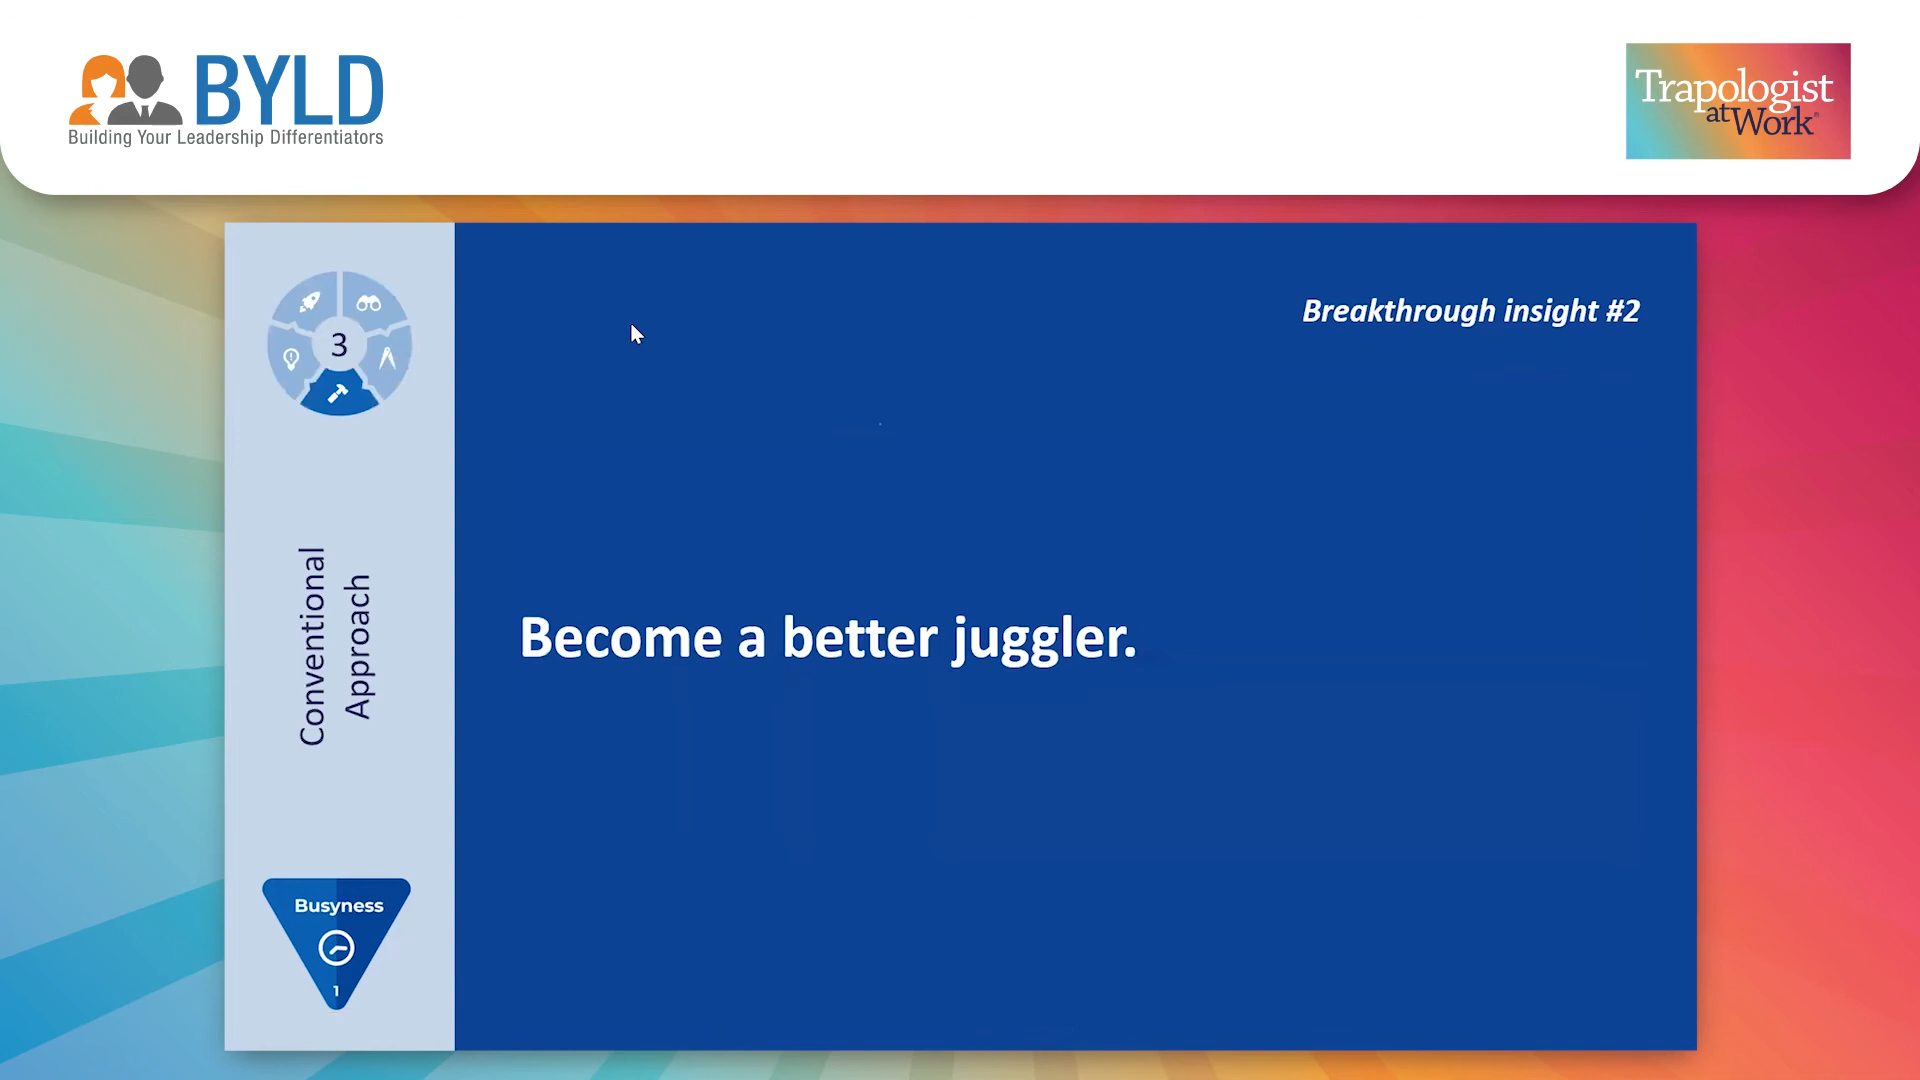 BYLD
Building Your Leadership Differentiators
Trapologist
at Work®
3
Breakthrough insight #2
Conventional
Approach
Become a better juggler.
Busyness
1